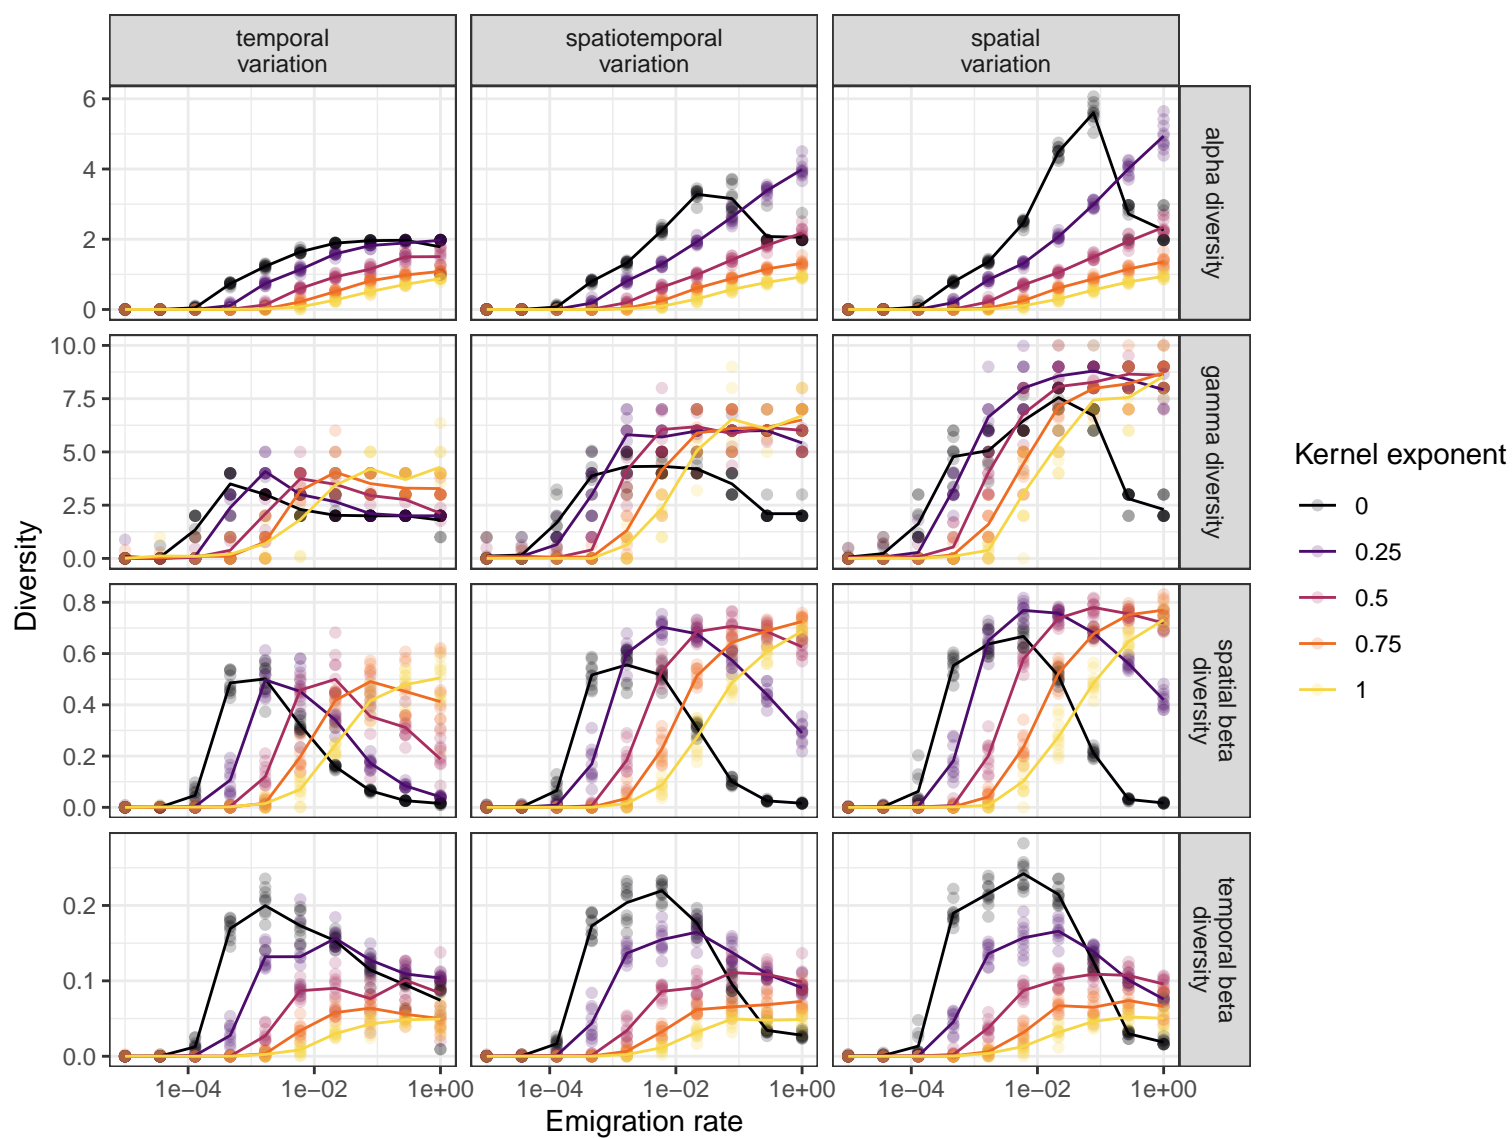 temporal
variation
spatiotemporal
variation
spatial
variation
0
2
4
6
alpha diversity
0.0
2.5
5.0
7.5
10.0
gamma diversity
0.0
0.2
0.4
0.6
0.8
spatial beta
diversity
0.0
0.1
0.2
temporal beta
diversity
1e−04
1e−02
1e+00
1e−04
1e−02
1e+00
1e−04
1e−02
1e+00
Emigration rate
Diversity
Kernel exponent
0
0.25
0.5
0.75
1